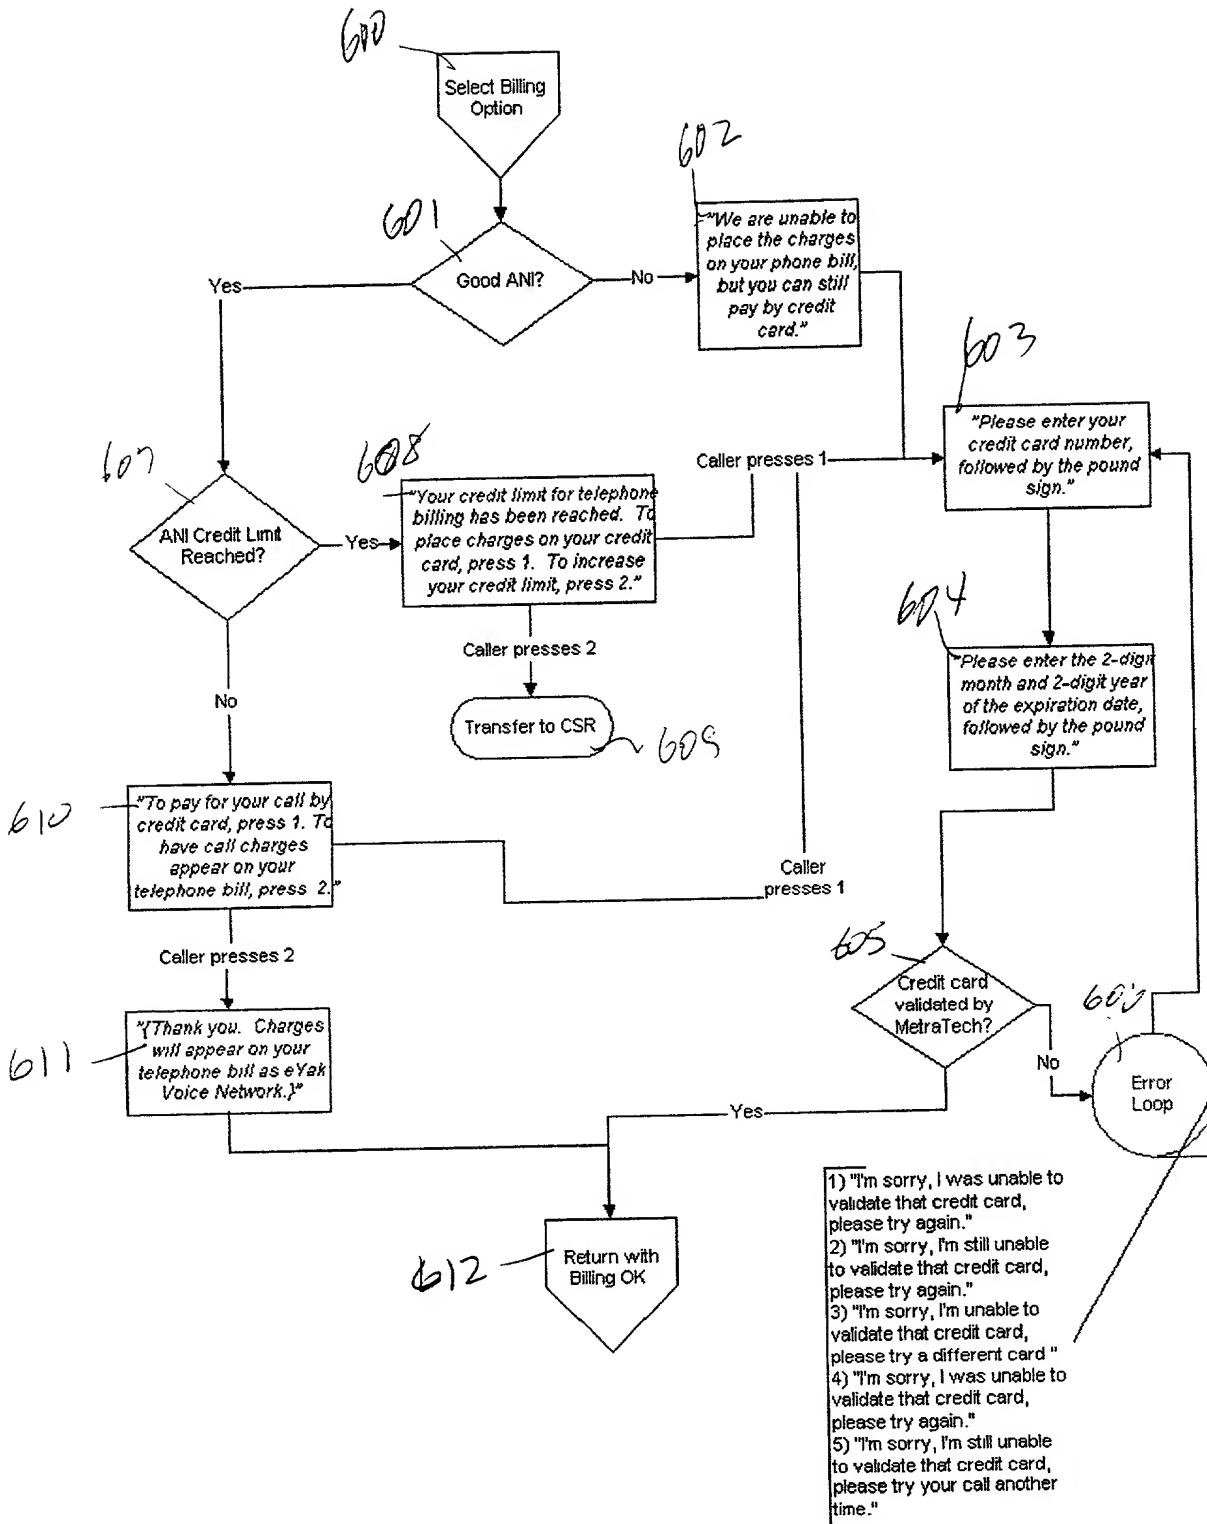 600
Select Billing
Option
602
601
"We are unable to
place the charges
on your phone bill,
but you can still
pay by credit
card."
Good ANI?
No
Yes
603
"Please enter your
credit card number,
followed by the pound
sign."
607
608
Caller presses 1
"Your credit limit for telephone
billing has been reached. To
place charges on your credit
card, press 1. To increase
your credit limit, press 2."
ANI Credit Limit
Reached?
Yes
604
Caller presses 2
"Please enter the 2-digit
month and 2-digit year
of the expiration date,
followed by the pound
sign."
No
Transfer to CSR
609
610
"To pay for your call by
credit card, press 1. To
have call charges
appear on your
telephone bill, press 2."
Caller
presses 1
605
Caller presses 2
Credit card
validated by
MetraTech?
611
"{Thank you. Charges
will appear on your
telephone bill as eYak
Voice Network.}"
No
Error
Loop
Yes
612
Return with
Billing OK
1) "I'm sorry, I was unable to
validate that credit card,
please try again."
2) "I'm sorry, I'm still unable
to validate that credit card,
please try again."
3) "I'm sorry, I'm unable to
validate that credit card,
please try a different card "
4) "I'm sorry, I was unable to
validate that credit card,
please try again."
5) "I'm sorry, I'm still unable
to validate that credit card,
please try your call another
time."